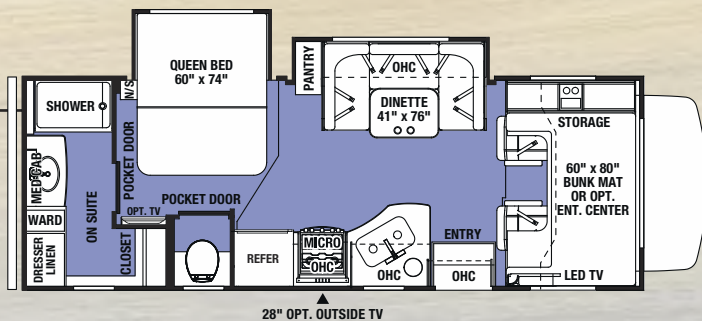 QUEEN BED
60" x 74"
N/S
PANTRY
OHC
DINETTE
41" x 76"
SHOWER
MED CAB
WARD
DRESSER
LINEN
ON SUITE
POCKET DOOR
POCKET DOOR
OPT. TV
CLOSET
REFER
MICRO
OHC
OHC
ENTRY
OHC
STORAGE
60" x 80"
BUNK MAT
OR OPT.
ENT. CENTER
LED TV
28" OPT. OUTSIDE TV